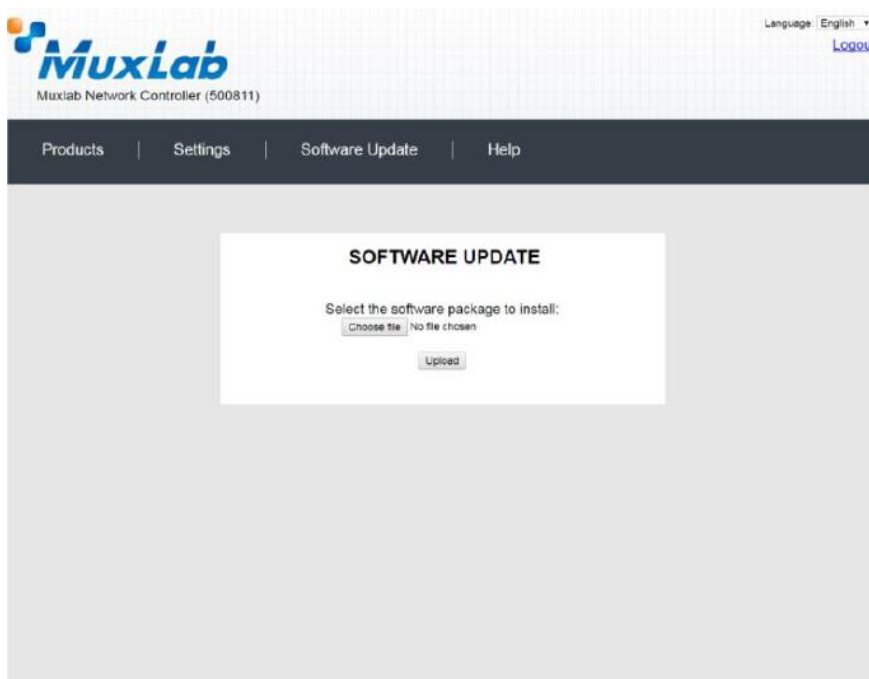 Language: English
Logou
MuxLab
Muxlab Network Controller (500811)
Products | Settings | Software Update | Help
SOFTWARE UPDATE
Select the software package to install:
Choose file No file chosen
Upload